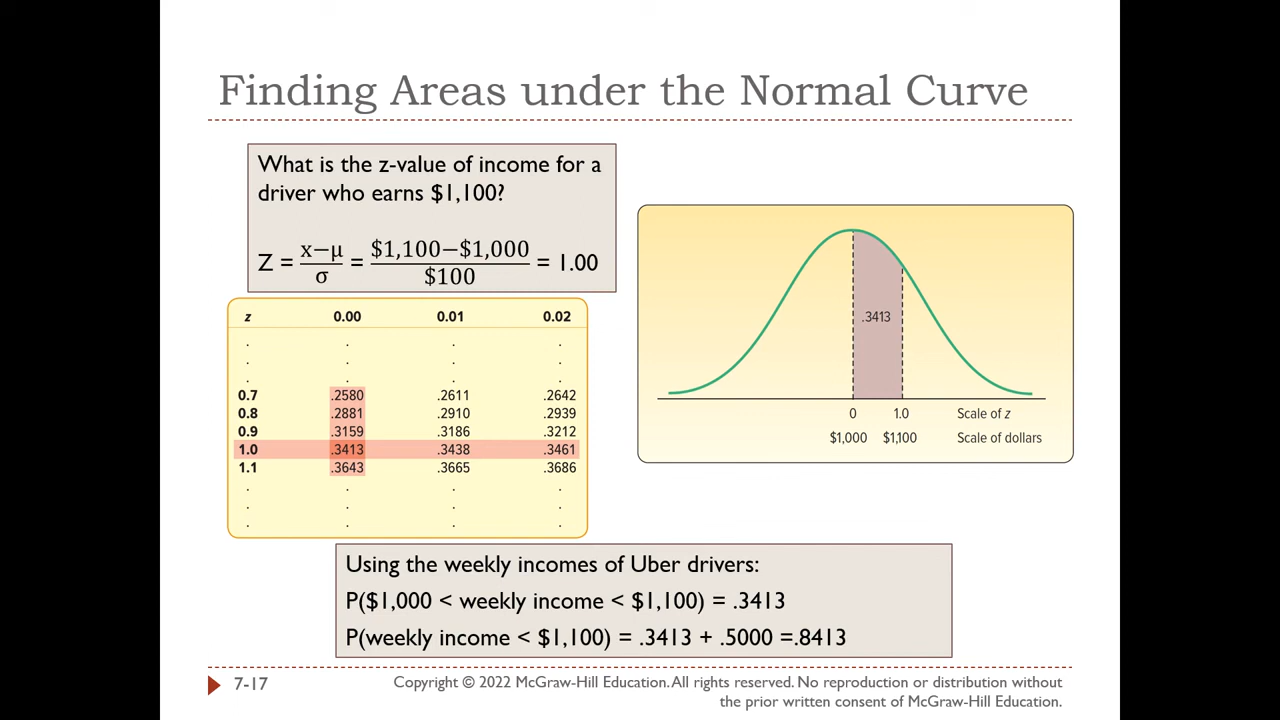 Finding Areas under the Normal Curve
What is the z-value of income for a
driver who earns $1,100?
Z = x−μ/σ = $1,100−$1,000/$100 = 1.00
z 0.00 0.01 0.02
. . . .
. . . .
. . . .
0.7 .2580 .2611 .2642
0.8 .2881 .2910 .2939
0.9 .3159 .3186 .3212
1.0 .3413 .3438 .3461
1.1 .3643 .3665 .3686
. . . .
. . . .
. . . .
.3413
0 1.0 Scale of z
$1,000 $1,100 Scale of dollars
Using the weekly incomes of Uber drivers:
P($1,000 < weekly income < $1,100) = .3413
P(weekly income < $1,100) = .3413 + .5000 =.8413
7-17
Copyright © 2022 McGraw-Hill Education. All rights reserved. No reproduction or distribution without
the prior written consent of McGraw-Hill Education.